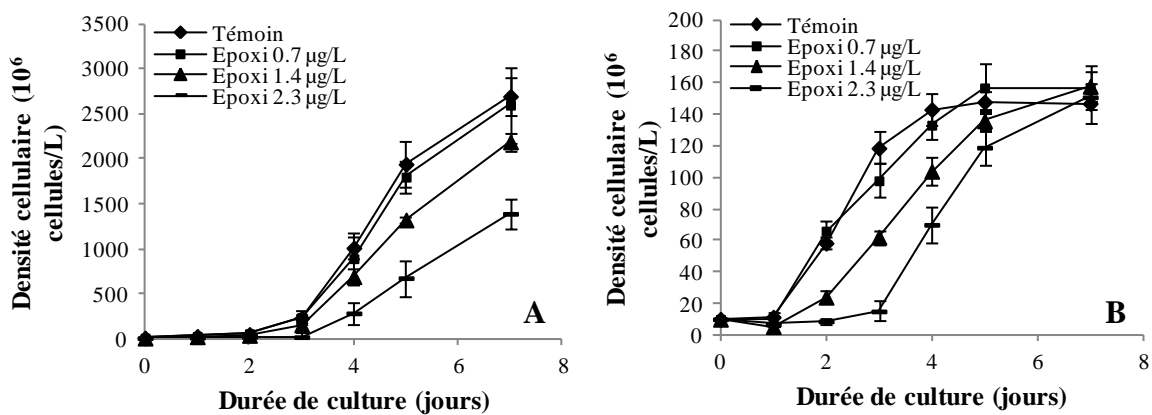 Densité cellulaire (10⁶
cellules/L)
3500
3000
2500
2000
1500
1000
500
0
Témoin
Epoxi 0.7 µg/L
Epoxi 1.4 µg/L
Epoxi 2.3 µg/L
A
0 2 4 6 8
Durée de culture (jours)
Densité cellulaire (10⁶
cellules/L)
200
180
160
140
120
100
80
60
40
20
0
Témoin
Epoxi 0.7 µg/L
Epoxi 1.4 µg/L
Epoxi 2.3 µg/L
B
0 2 4 6 8
Durée de culture (jours)